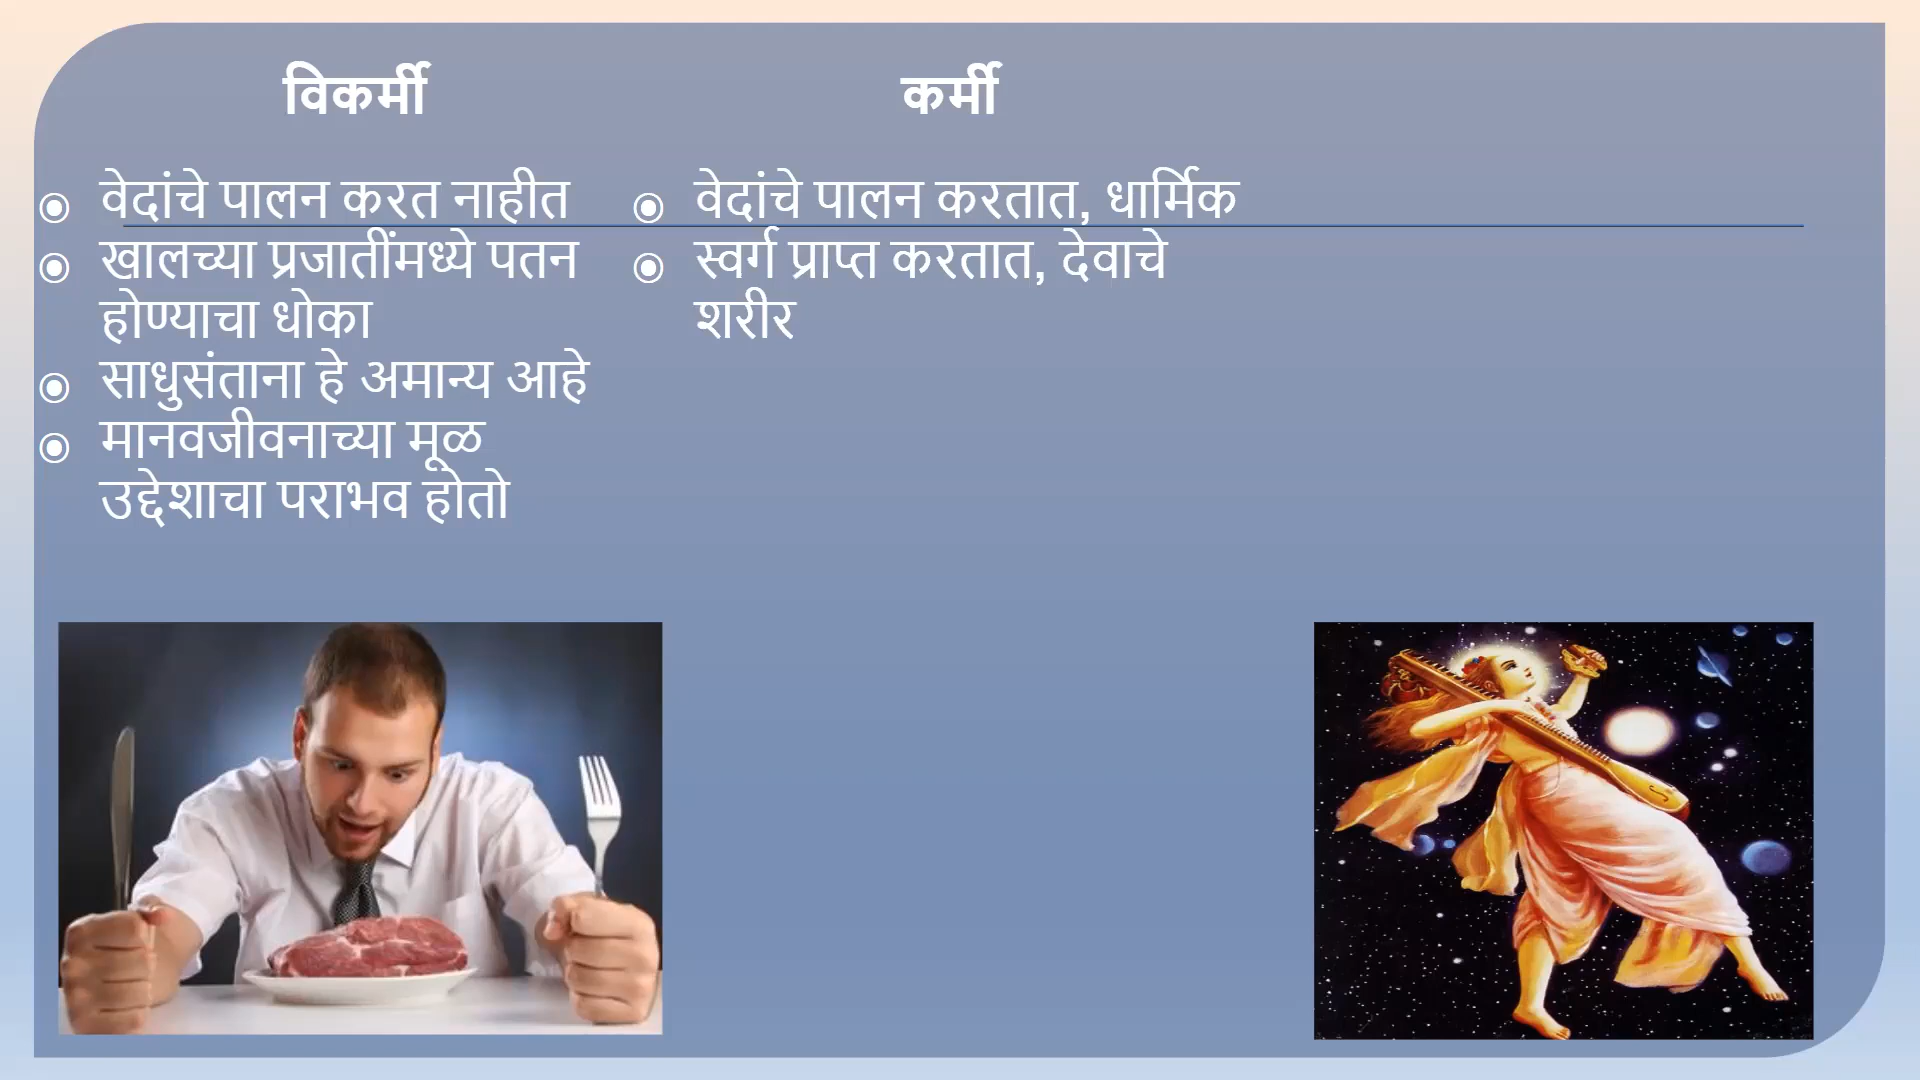 विकर्मी
वेदांचे पालन करत नाहीत
खालच्या प्रजातींमध्ये पतन
होण्याचा धोका
साधुसंताना हे अमान्य आहे
मानवजीवनाच्या मूळ
उद्देशाचा पराभव होतो
कर्मी
वेदांचे पालन करतात, धार्मिक
स्वर्ग प्राप्त करतात, देवाचे
शरीर